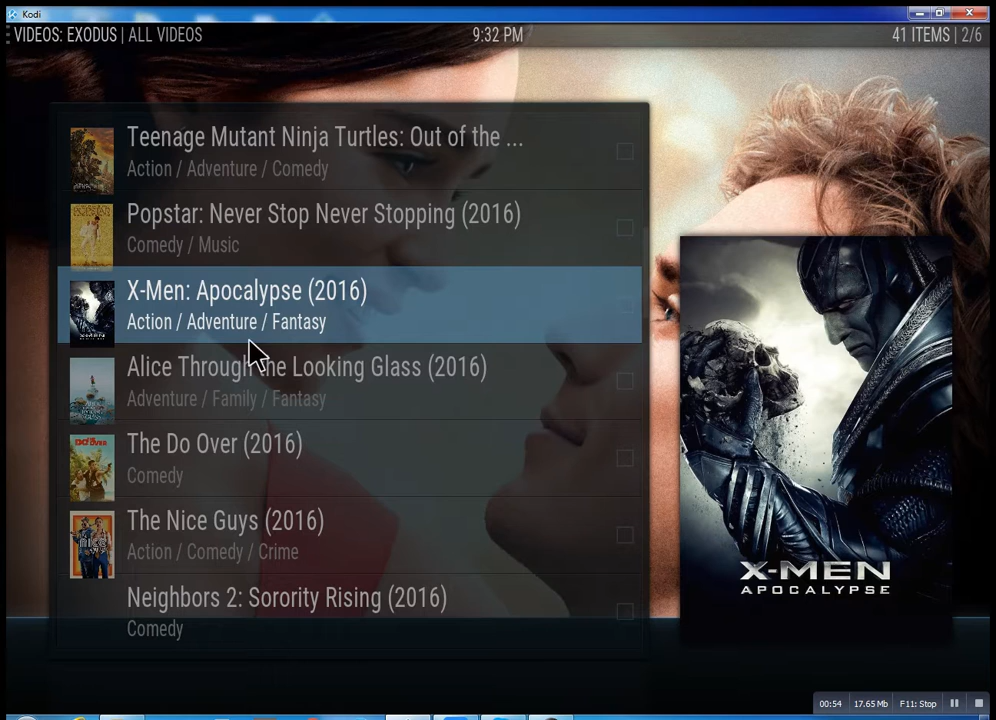 Kodi
VIDEOS: EXODUS | ALL VIDEOS
9:32 PM
41 ITEMS | 2/6
Teenage Mutant Ninja Turtles: Out of the ...
Action / Adventure / Comedy
Popstar: Never Stop Never Stopping (2016)
Comedy / Music
X-Men: Apocalypse (2016)
Action / Adventure / Fantasy
Alice Through the Looking Glass (2016)
Adventure / Family / Fantasy
The Do Over (2016)
Comedy
The Nice Guys (2016)
Action / Comedy / Crime
Neighbors 2: Sorority Rising (2016)
Comedy
X-MEN
APOCALYPSE
00:54
17.65 Mb
F11: Stop